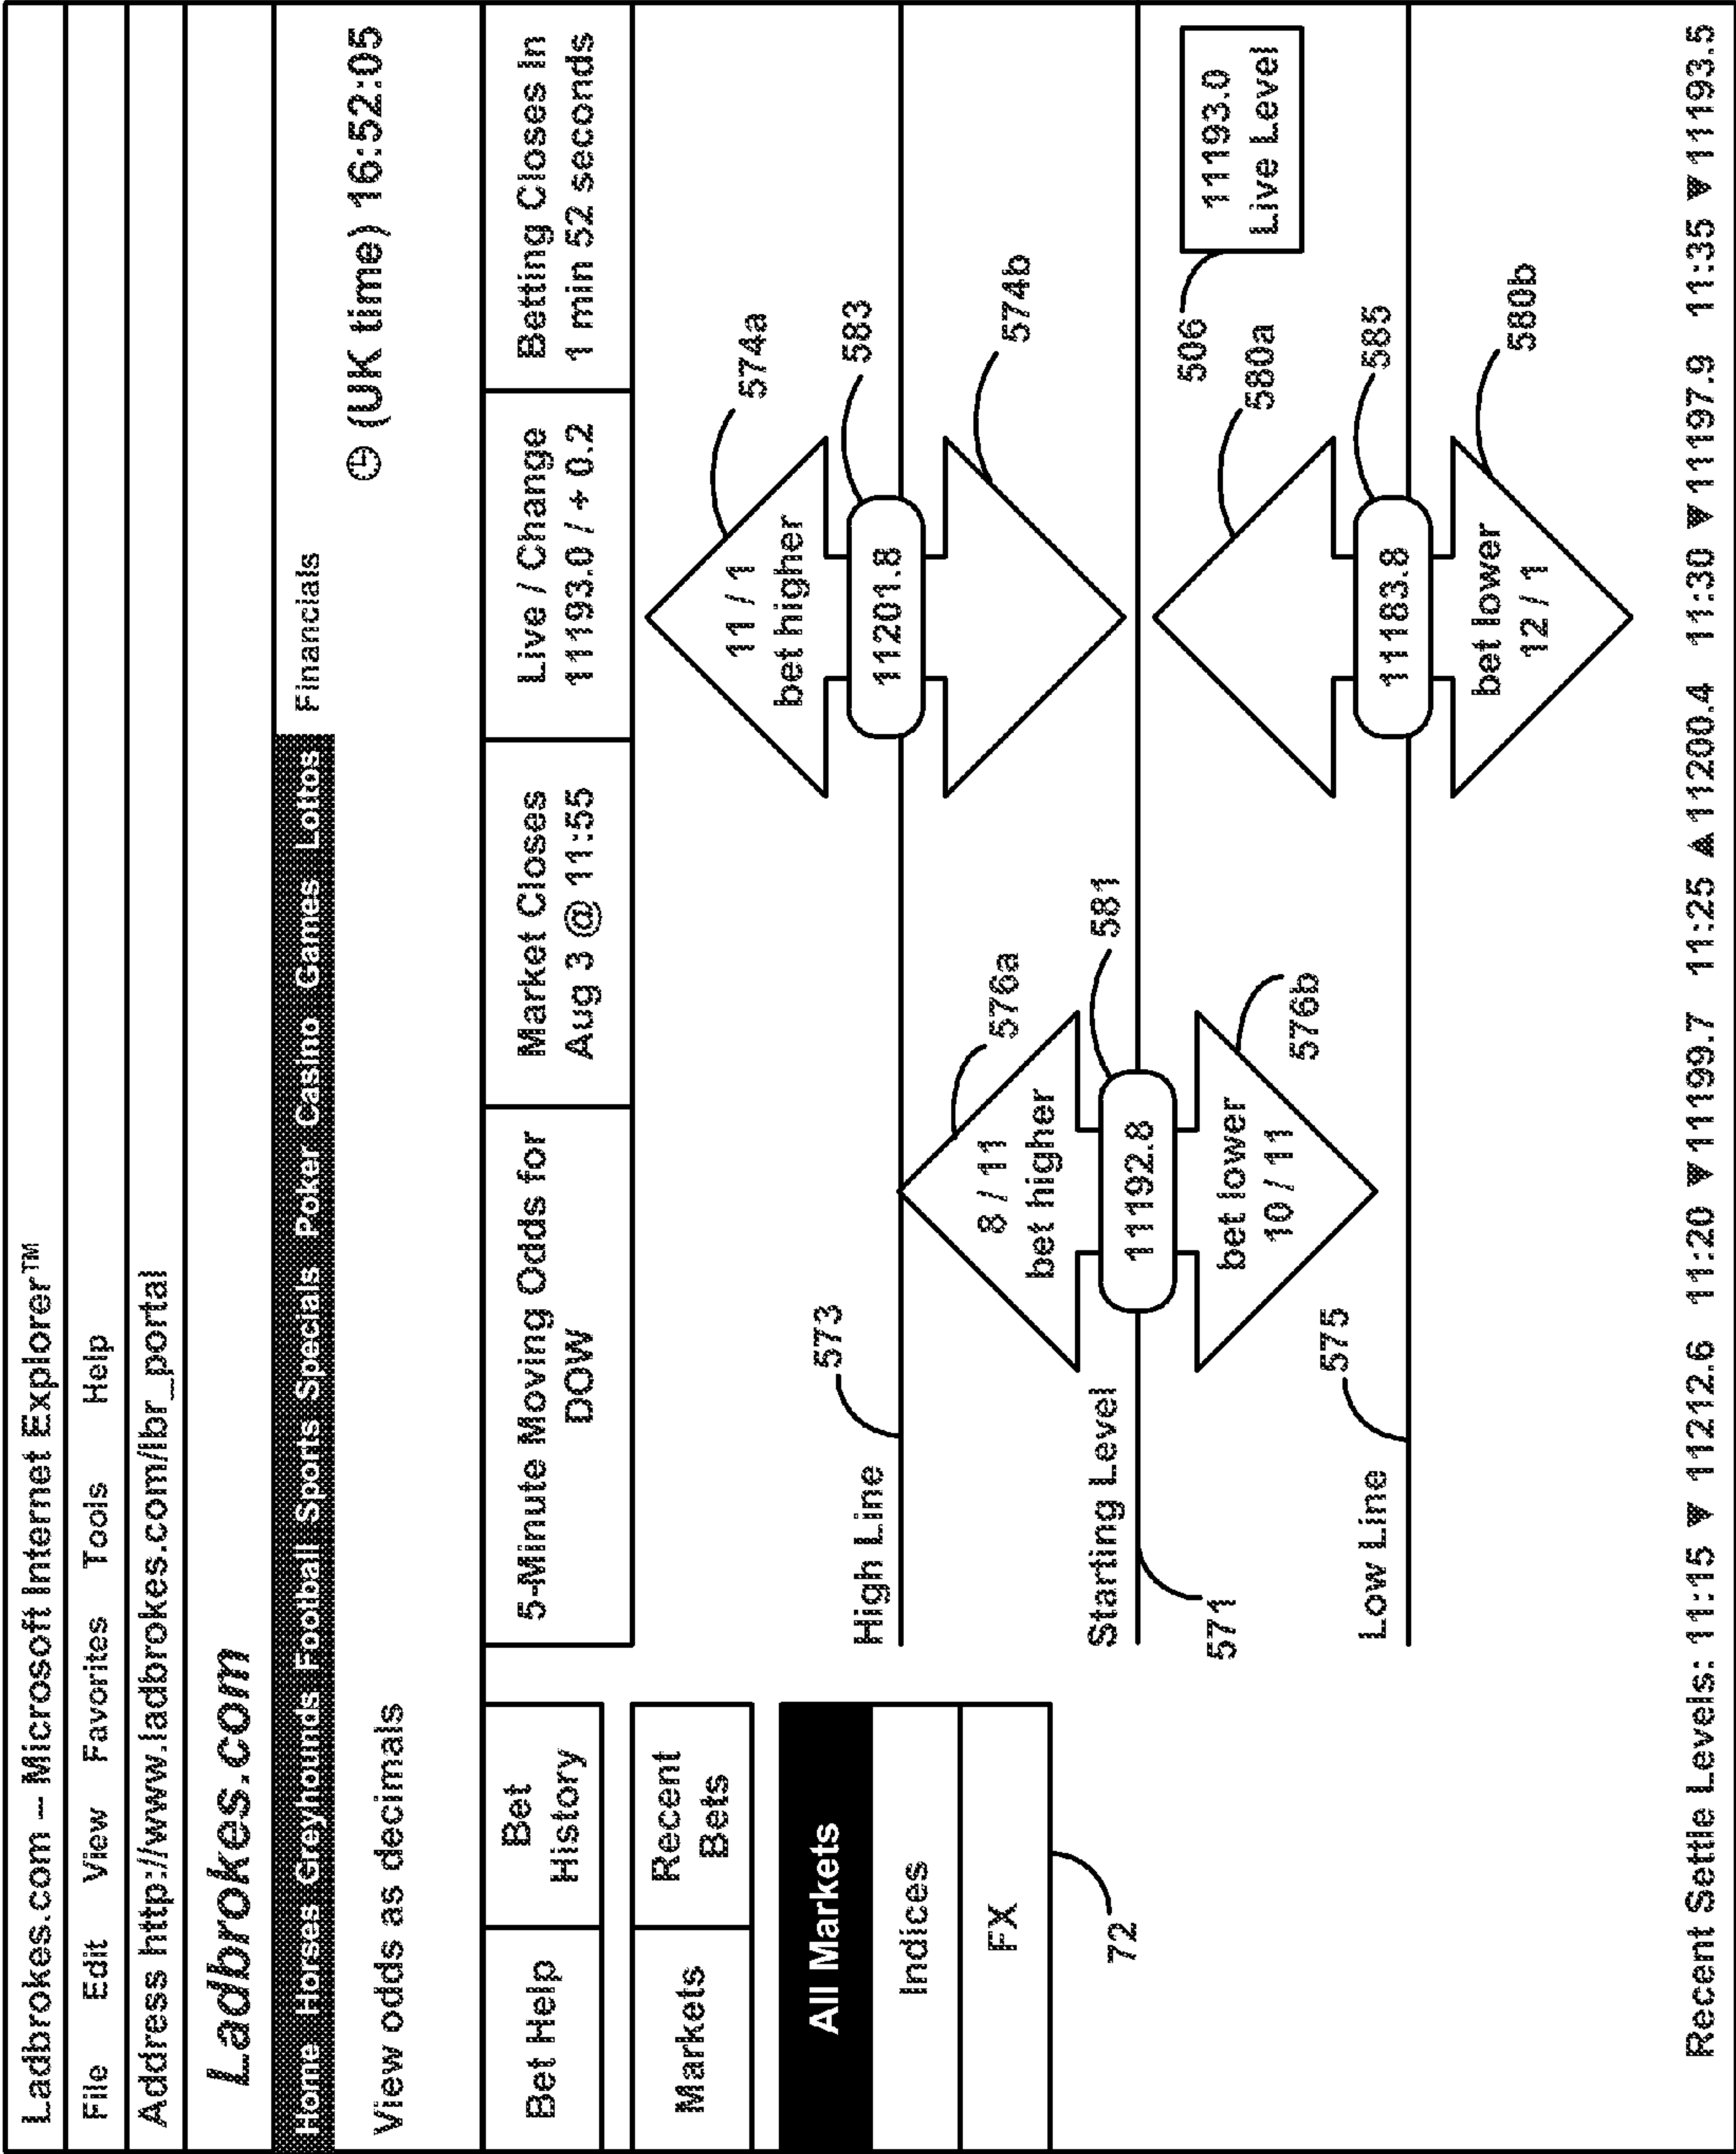 Ladbrokes.com — Microsoft Internet Explorer™
File Edit View Favorites Tools Help
Address http://www.ladbrokes.com/lbr_portal
Ladbrokes.com
Home Horses Greyhounds Football Sports Specials Poker Casino Games Lottos
Financials
View odds as decimals
(UK time) 16:52:05
Bet Help
Bet
History
Markets
Recent
Bets
All Markets
Indices
FX
72
5-Minute Moving Odds for
DOW
Market Closes
Aug 3 @ 11:55
Live / Change
11193.0 / + 0.2
Betting Closes In
1 min 52 seconds
High Line
573
11 / 1
bet higher
574a
11201.8
583
574b
Starting Level
571
8 / 11
bet higher
576a
11192.8
581
bet lower
10 / 11
576b
11193.0
Live Level
506
Low Line
575
580a
11183.8
585
bet lower
12 / 1
580b
Recent Settle Levels: 11:15 ▼ 11212.6 11:20 ▼11199.7 11:25 ▲11200.4 11:30 ▼11197.9 11:35 ▼11193.5